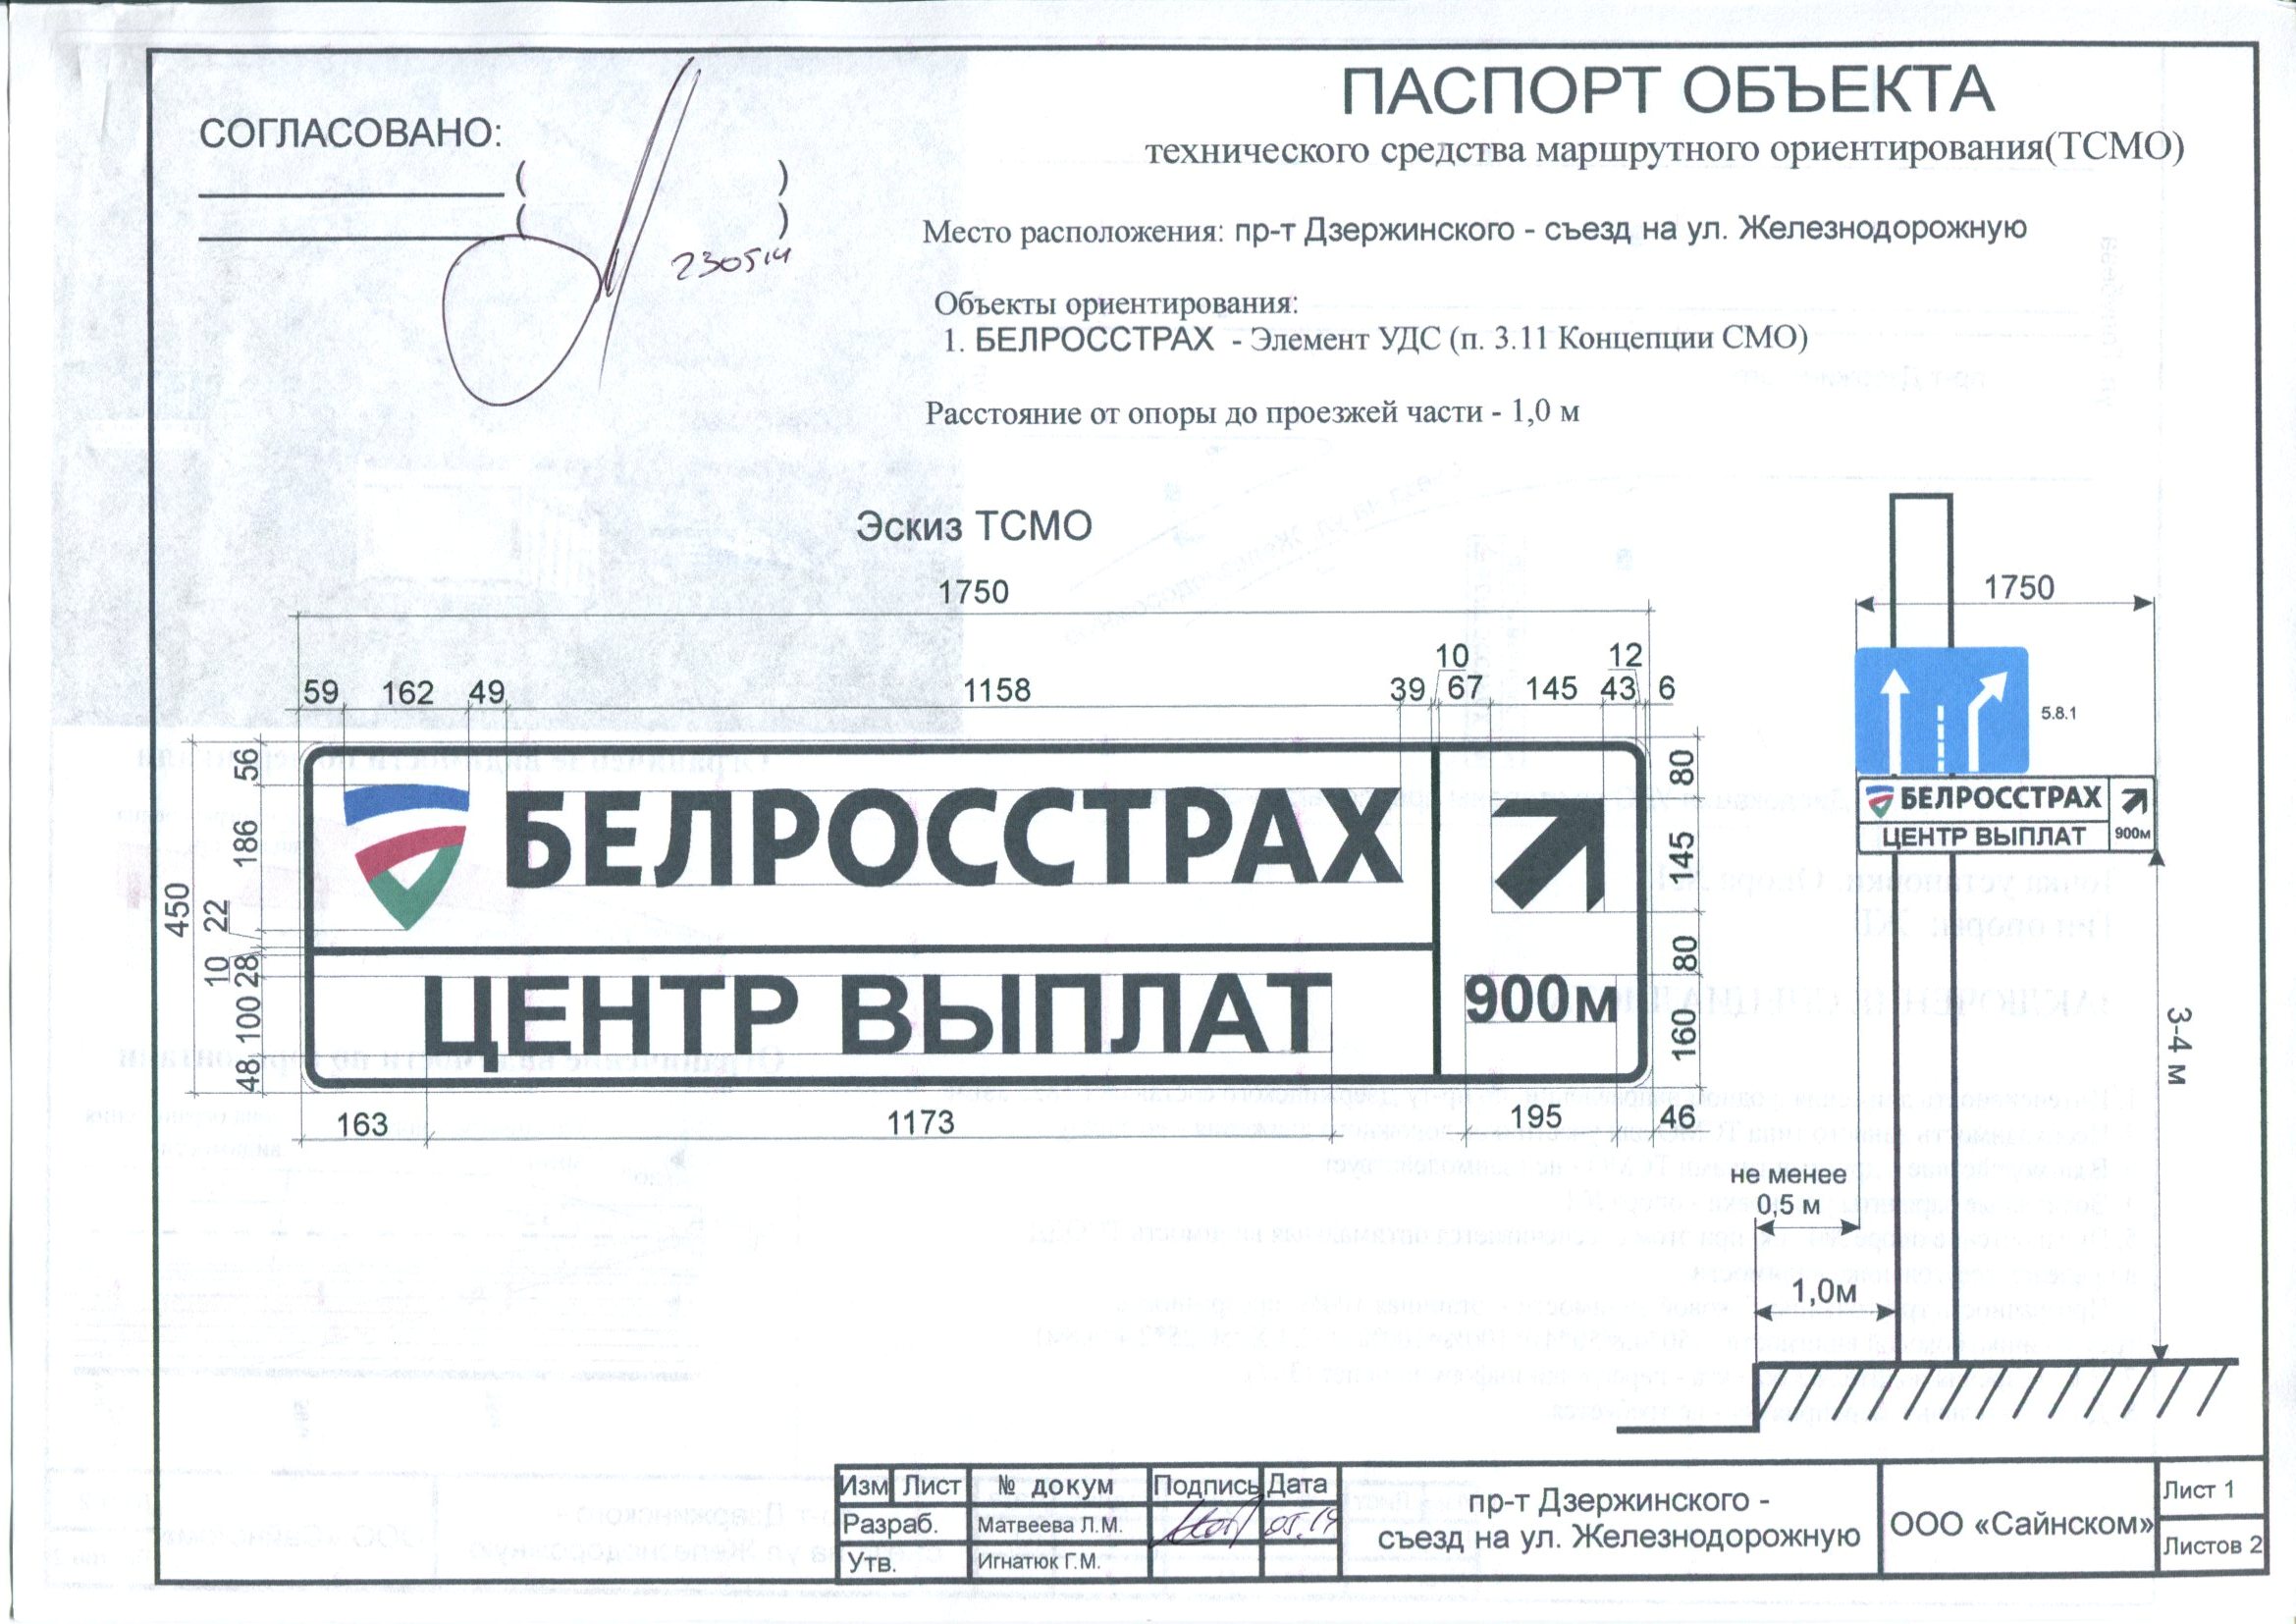 СОГЛАСОВАНО:
( )
( )
230514
ПАСПОРТ ОБЪЕКТА
технического средства маршрутного ориентирования(ТСМО)
Место расположения: пр-т Дзержинского - съезд на ул. Железнодорожную
Объекты ориентирования:
1. БЕЛРОССТРАХ - Элемент УДС (п. 3.11 Концепции СМО)
Расстояние от опоры до проезжей части - 1,0 м
Эскиз ТСМО
1750
10 12
59 162 49 1158 39 67 145 43 6
450
56 186 22 10 28 100 48
БЕЛРОССТРАХ
ЦЕНТР ВЫПЛАТ
900м
80 145 80 160
163 1173 195 46
1750
5.8.1
БЕЛРОССТРАХ
ЦЕНТР ВЫПЛАТ
900м
3-4 м
не менее
0,5 м
1,0м
Изм Лист № докум Подпись Дата
Разраб. Матвеева Л.М. 05.14
Утв. Игнатюк Г.М.
пр-т Дзержинского -
съезд на ул. Железнодорожную
ООО «Сайнском»
Лист 1
Листов 2